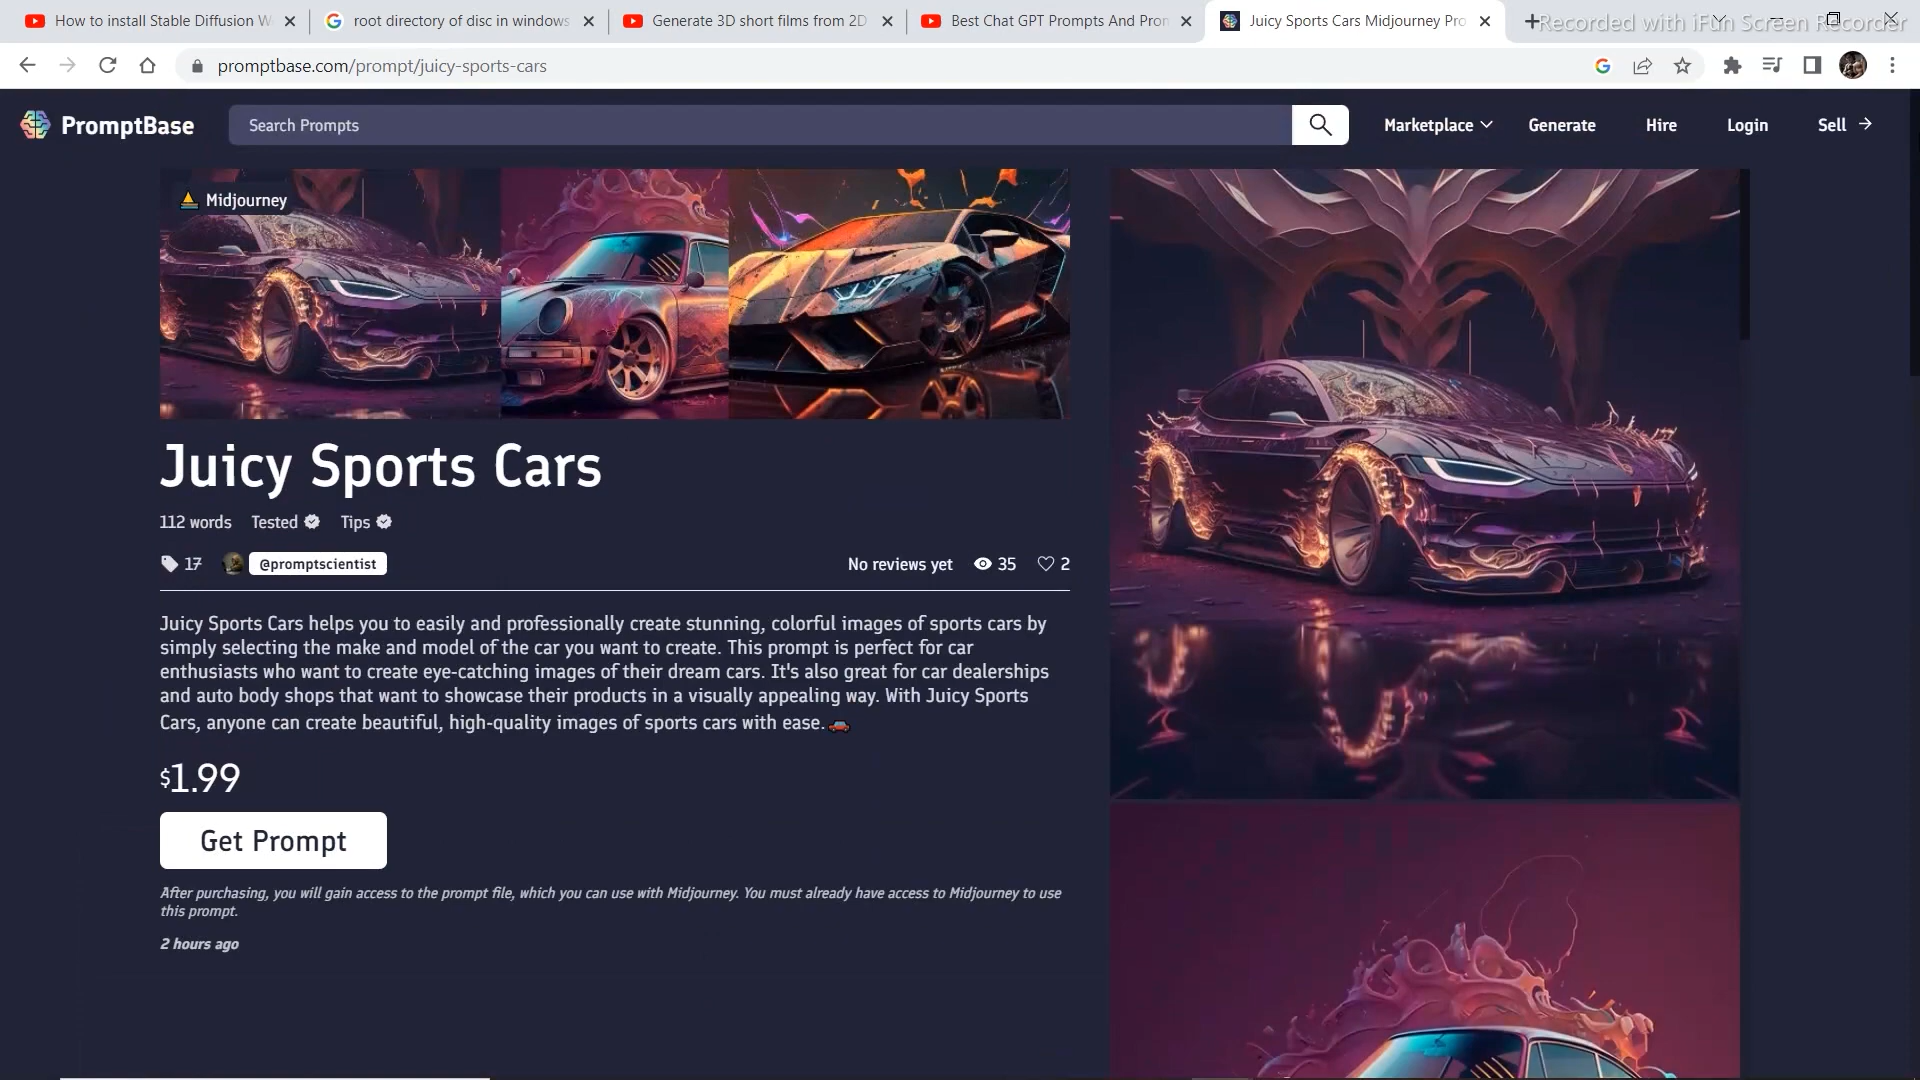 How to install Stable Diffusion W
root directory of disc in windows
Generate 3D short films from 2D
Best Chat GPT Prompts And Pron
Juicy Sports Cars Midjourney Pro
Recorded with iFun Screen Recorder
promptbase.com/prompt/juicy-sports-cars
PromptBase
Search Prompts
Marketplace
Generate
Hire
Login
Sell
Midjourney
Juicy Sports Cars
112 words Tested Tips
17 @promptscientist
No reviews yet 35 2
Juicy Sports Cars helps you to easily and professionally create stunning, colorful images of sports cars by
simply selecting the make and model of the car you want to create. This prompt is perfect for car
enthusiasts who want to create eye-catching images of their dream cars. It's also great for car dealerships
and auto body shops that want to showcase their products in a visually appealing way. With Juicy Sports
Cars, anyone can create beautiful, high-quality images of sports cars with ease.
$1.99
Get Prompt
After purchasing, you will gain access to the prompt file, which you can use with Midjourney. You must already have access to Midjourney to use
this prompt.
2 hours ago